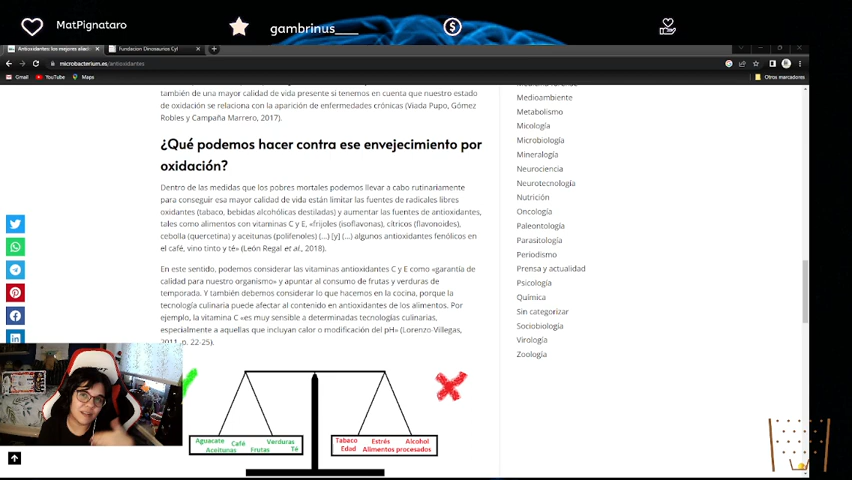 MatPignataro
gambrinus____
Antioxidantes: los mejores aliad
Fundacion Dinosaurios Cyl
microbacterium.es/antioxidantes
Gmail
YouTube
Maps
Otros marcadores
también de una mayor calidad de vida presente si tenemos en cuenta que nuestro estado
de oxidación se relaciona con la aparición de enfermedades crónicas (Viada Pupo, Gómez
Robles y Campaña Marrero, 2017).
¿Qué podemos hacer contra ese envejecimiento por
oxidación?
Dentro de las medidas que los pobres mortales podemos llevar a cabo rutinariamente
para conseguir esa mayor calidad de vida están limitar las fuentes de radicales libres
oxidantes (tabaco, bebidas alcohólicas destiladas) y aumentar las fuentes de antioxidantes,
tales como alimentos con vitaminas C y E, «frijoles (isoflavonas), cítricos (flavonoides),
cebolla (quercetina) y aceitunas (polifenoles) (...) [y] (...) algunos antioxidantes fenólicos en
el café, vino tinto y té» (León Regal et al., 2018).
En este sentido, podemos considerar las vitaminas antioxidantes C y E como «garantía de
calidad para nuestro organismo» y apuntar al consumo de frutas y verduras de
temporada. Y también debemos considerar lo que hacemos en la cocina, porque la
tecnología culinaria puede afectar al contenido en antioxidantes de los alimentos. Por
ejemplo, la vitamina C «es muy sensible a determinadas tecnologías culinarias,
especialmente a aquellas que incluyan calor o modificación del pH» (Lorenzo-Villegas,
2011, p. 22-25).
Aguacate Café Verduras
Aceitunas Frutas Té
Tabaco Estrés Alcohol
Edad Alimentos procesados
Medioambiente
Metabolismo
Micología
Microbiología
Mineralogía
Neurociencia
Neurotecnología
Nutrición
Oncología
Paleontología
Parasitología
Periodismo
Prensa y actualidad
Psicología
Química
Sin categorizar
Sociobiología
Virología
Zoología